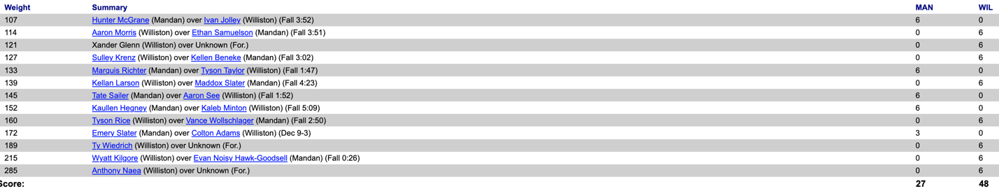 Weight Summary MAN WIL
107 Hunter McGrane (Mandan) over Ivan Jolley (Williston) (Fall 3:52) 6 0
114 Aaron Morris (Williston) over Ethan Samuelson (Mandan) (Fall 3:51) 0 6
121 Xander Glenn (Williston) over Unknown (For.) 0 6
127 Sulley Krenz (Williston) over Kellen Beneke (Mandan) (Fall 3:02) 0 6
133 Marquis Richter (Mandan) over Tyson Taylor (Williston) (Fall 1:47) 6 0
139 Kellan Larson (Williston) over Maddox Slater (Mandan) (Fall 4:23) 0 6
145 Tate Sailer (Mandan) over Aaron See (Williston) (Fall 1:52) 6 0
152 Kaullen Hegney (Mandan) over Kaleb Minton (Williston) (Fall 5:09) 6 0
160 Tyson Rice (Williston) over Vance Wollschlager (Mandan) (Fall 2:50) 0 6
172 Emery Slater (Mandan) over Colton Adams (Williston) (Dec 9-3) 3 0
189 Ty Wiedrich (Williston) over Unknown (For.) 0 6
215 Wyatt Kilgore (Williston) over Evan Noisy Hawk-Goodsell (Mandan) (Fall 0:26) 0 6
285 Anthony Naea (Williston) over Unknown (For.) 0 6
Score: 27 48